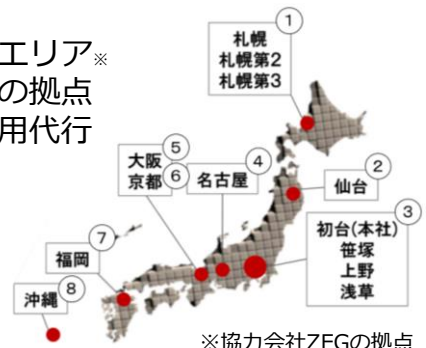 エリア※
の拠点
用代行
①
札幌
札幌第2
札幌第3
⑤
大阪
京都
⑥
④
名古屋
②
仙台
③
初台(本社)
笹塚
上野
浅草
⑦
福岡
⑧
沖縄
※協力会社ZEGの拠点